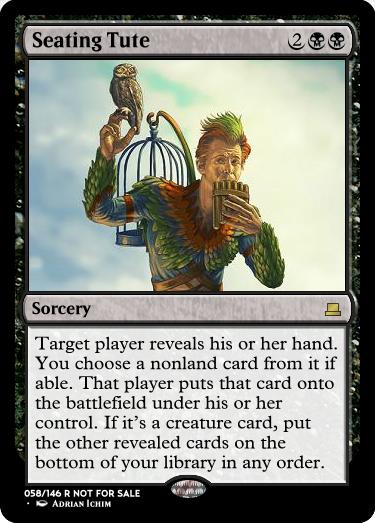 Seating Tute 2
Sorcery
Target player reveals his or her hand.
You choose a nonland card from it if
able. That player puts that card onto
the battlefield under his or her
control. If it's a creature card, put
the other revealed cards on the
bottom of your library in any order.
058/146 R NOT FOR SALE
· Adrian Ichim